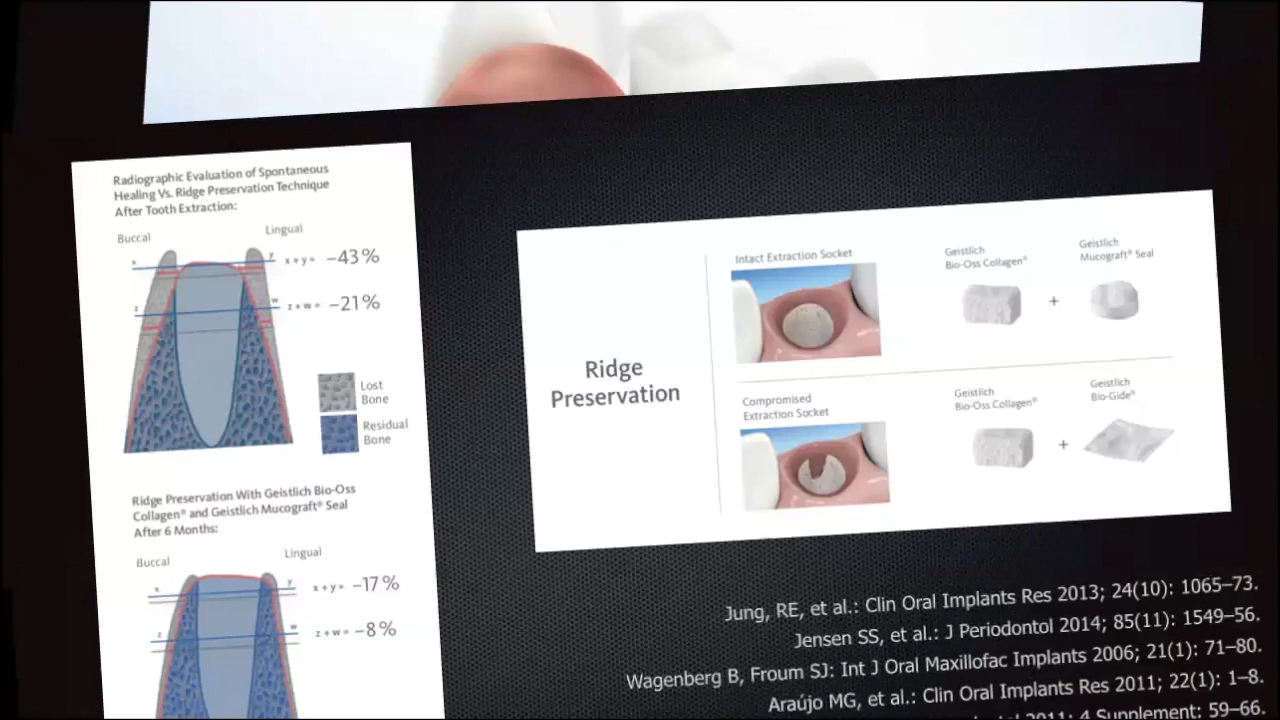 Radiographic Evaluation of Spontaneous
Healing Vs. Ridge Preservation Technique
After Tooth Extraction:
Buccal
Lingual
x
y
x + y = -43%
z
w
z + w = -21%
Lost
Bone
Residual
Bone
Ridge Preservation With Geistlich Bio-Oss
Collagen® and Geistlich Mucograft® Seal
After 6 Months:
Buccal
Lingual
x
y
x + y = -17%
z
w
z + w = -8%
Ridge
Preservation
Intact Extraction Socket
Geistlich
Bio-Oss Collagen®
+
Geistlich
Mucograft® Seal
Compromised
Extraction Socket
Geistlich
Bio-Oss Collagen®
+
Geistlich
Bio-Gide®
Jung, RE, et al.: Clin Oral Implants Res 2013; 24(10): 1065–73.
Jensen SS, et al.: J Periodontol 2014; 85(11): 1549–56.
Wagenberg B, Froum SJ: Int J Oral Maxillofac Implants 2006; 21(1): 71–80.
Araújo MG, et al.: Clin Oral Implants Res 2011; 22(1): 1–8.
2011; 4 Supplement: 59–66.